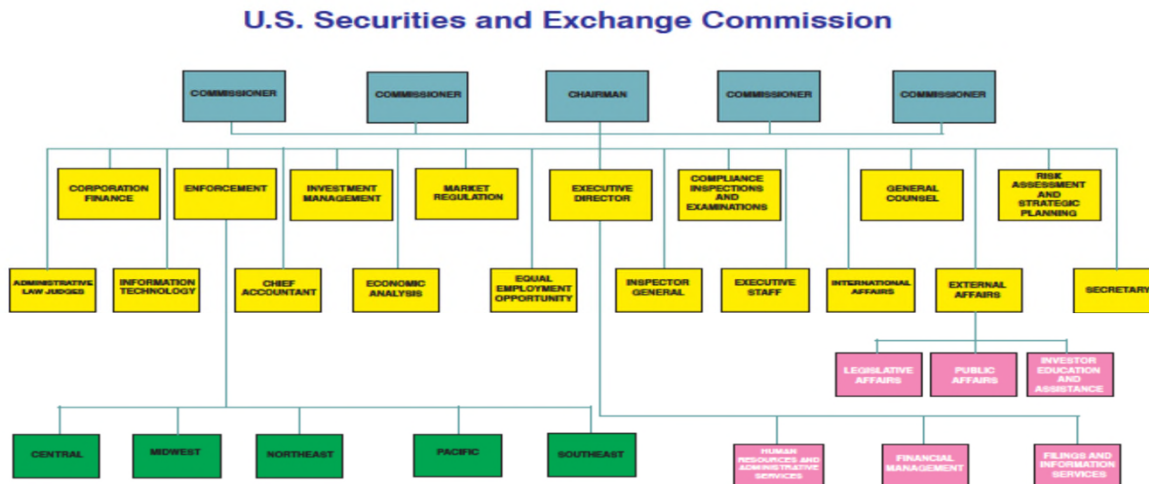 U.S. Securities and Exchange Commission
COMMISSIONER
COMMISSIONER
CHAIRMAN
COMMISSIONER
COMMISSIONER
CORPORATION
FINANCE
ENFORCEMENT
INVESTMENT
MANAGEMENT
MARKET
REGULATION
EXECUTIVE
DIRECTOR
COMPLIANCE
INSPECTIONS
AND
EXAMINATIONS
GENERAL
COUNSEL
RISK
ASSESSMENT
AND
STRATEGIC
PLANNING
ADMINISTRATIVE
LAW JUDGES
INFORMATION
TECHNOLOGY
CHIEF
ACCOUNTANT
ECONOMIC
ANALYSIS
EQUAL
EMPLOYMENT
OPPORTUNITY
INSPECTOR
GENERAL
EXECUTIVE
STAFF
INTERNATIONAL
AFFAIRS
EXTERNAL
AFFAIRS
SECRETARY
LEGISLATIVE
AFFAIRS
PUBLIC
AFFAIRS
INVESTOR
EDUCATION
AND
ASSISTANCE
CENTRAL
MIDWEST
NORTHEAST
PACIFIC
SOUTHEAST
HUMAN
RESOURCES AND
ADMINISTRATIVE
SERVICES
FINANCIAL
MANAGEMENT
FILINGS AND
INFORMATION
SERVICES